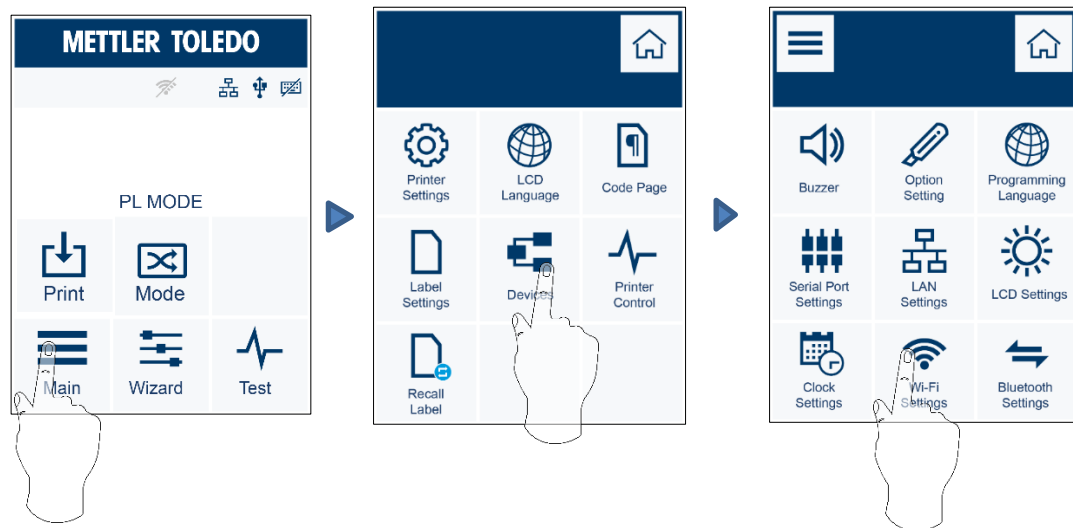 METTLER TOLEDO
PL MODE
Print
Mode
Main
Wizard
Test
Printer
Settings
LCD
Language
Code Page
Label
Settings
Devices
Printer
Control
Recall
Label
Buzzer
Option
Setting
Programming
Language
Serial Port
Settings
LAN
Settings
LCD Settings
Clock
Settings
Wi-Fi
Settings
Bluetooth
Settings